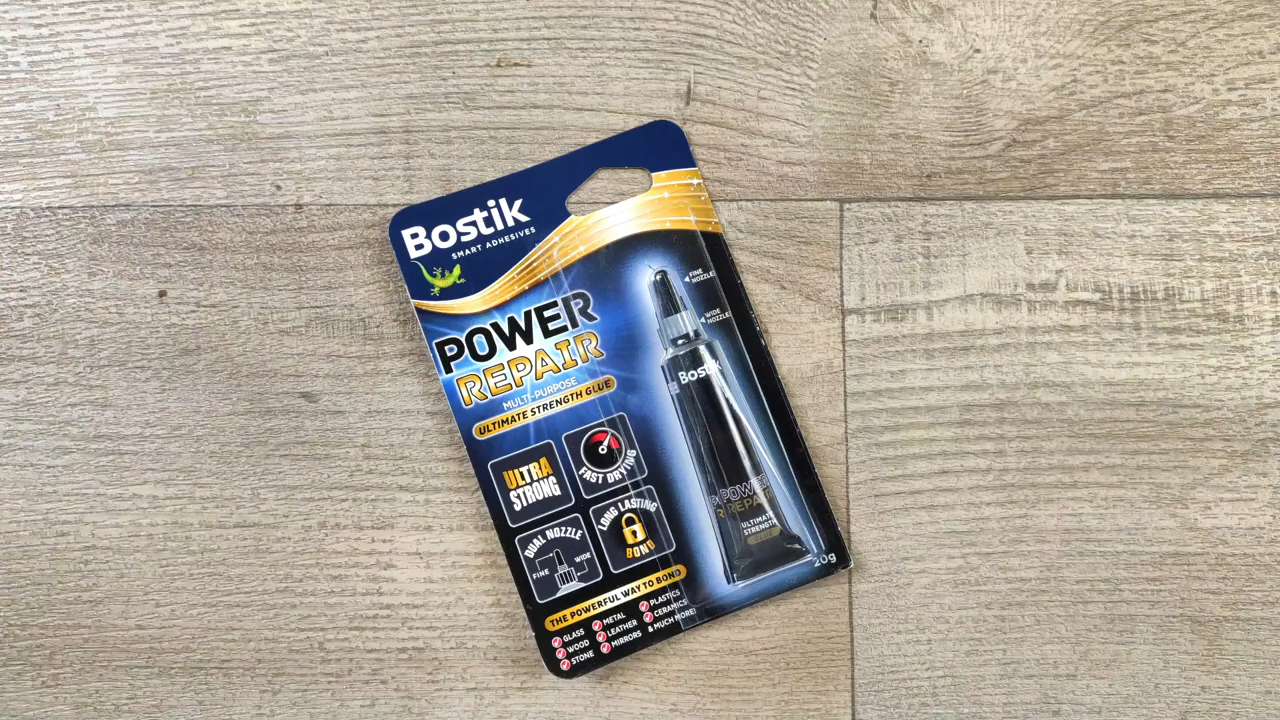 Bostik
SMART ADHESIVES
POWER
REPAIR
MULTI-PURPOSE
ULTIMATE STRENGTH GLUE
ULTRA
STRONG
FAST DRYING
DUAL NOZZLE
FINE
WIDE
LONG LASTING
BOND
THE POWERFUL WAY TO BOND
GLASS
WOOD
STONE
METAL
LEATHER
MIRRORS
PLASTICS
CERAMICS
& MUCH MORE!
FINE
NOZZLE
WIDE
NOZZLE
Bostik
POWER
REPAIR
ULTIMATE
STRENGTH
GLUE
20g